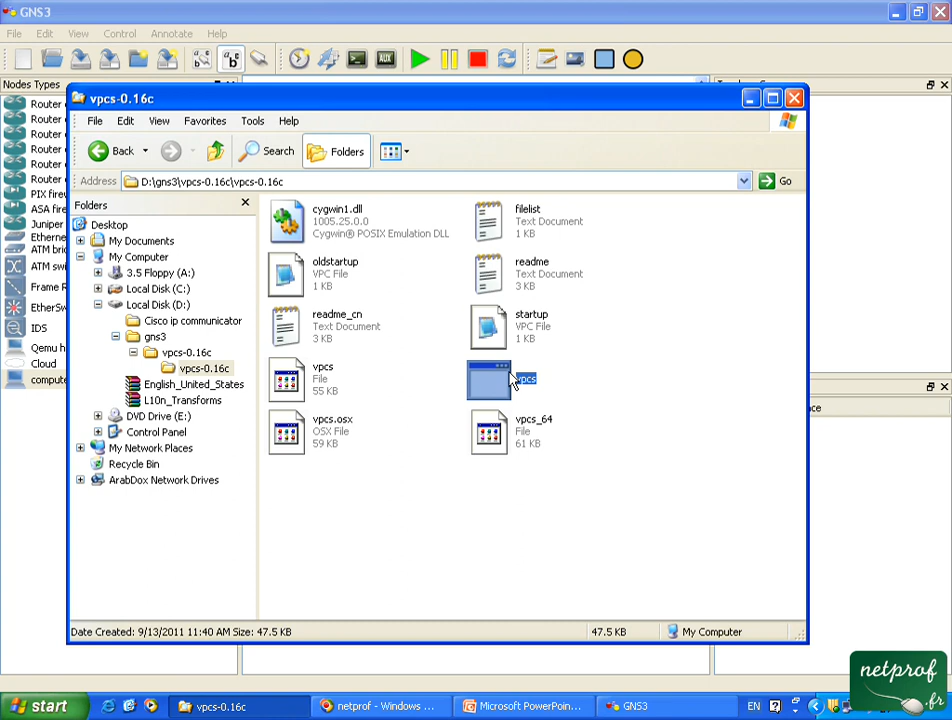 GNS3
File Edit View Control Annotate Help
Nodes Types
Router
Router
Router
Router
Router
Router
PIX firew
ASA firew
Juniper
Etherne
ATM bri
ATM swi
Frame R
EtherSw
IDS
Qemu h
Cloud
compute
vpcs-0.16c
File Edit View Favorites Tools Help
Back Search Folders
Address D:\gns3\vpcs-0.16c\vpcs-0.16c Go
Folders
Desktop
My Documents
My Computer
3.5 Floppy (A:)
Local Disk (C:)
Local Disk (D:)
Cisco ip communicator
gns3
vpcs-0.16c
vpcs-0.16c
English_United_States
L10n_Transforms
DVD Drive (E:)
Control Panel
My Network Places
Recycle Bin
ArabDox Network Drives
cygwin1.dll
1005.25.0.0
Cygwin® POSIX Emulation DLL
filelist
Text Document
1 KB
oldstartup
VPC File
1 KB
readme
Text Document
3 KB
readme_cn
Text Document
3 KB
startup
VPC File
1 KB
vpcs
File
55 KB
vpcs
vpcs.osx
OSX File
59 KB
vpcs_64
File
61 KB
Date Created: 9/13/2011 11:40 AM Size: 47.5 KB 47.5 KB My Computer
start vpcs-0.16c netprof - Windows ... Microsoft PowerPoin... GNS3 EN
netprof
.fr